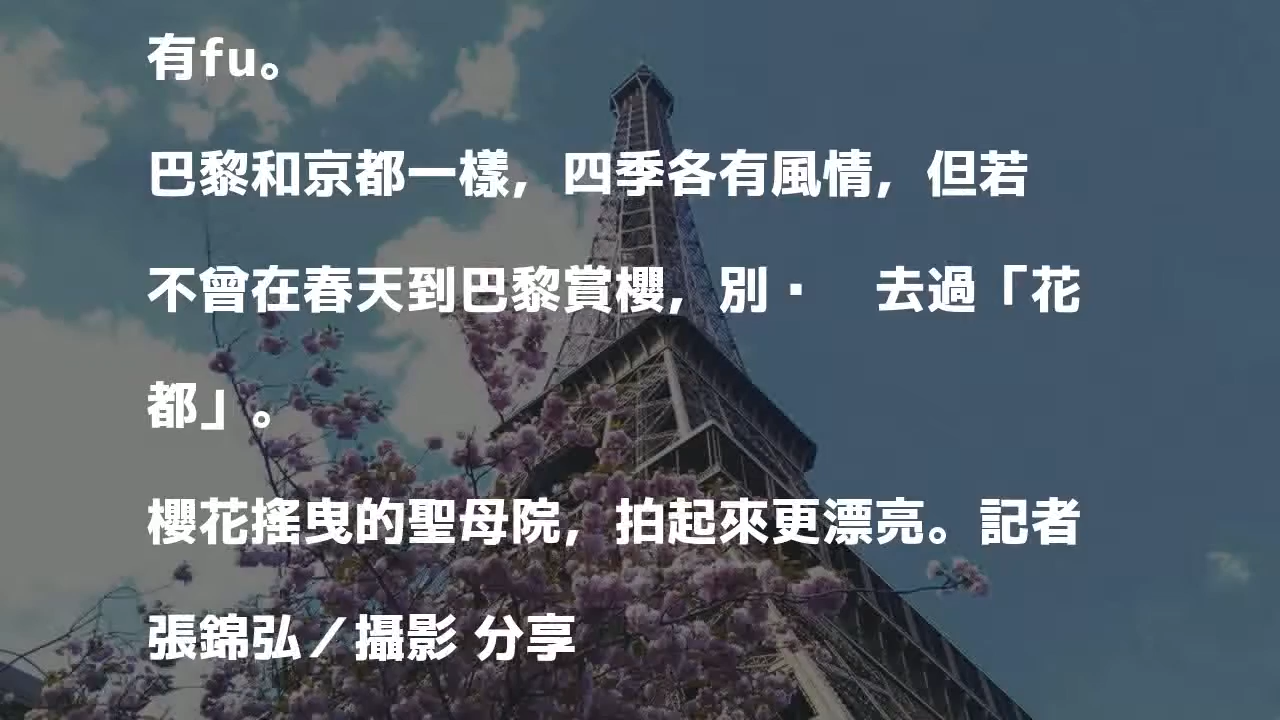 有fu。
巴黎和京都一樣，四季各有風情，但若
不曾在春天到巴黎賞櫻，別▪　去過「花
都」。
櫻花搖曳的聖母院，拍起來更漂亮。記者
張錦弘／攝影 分享